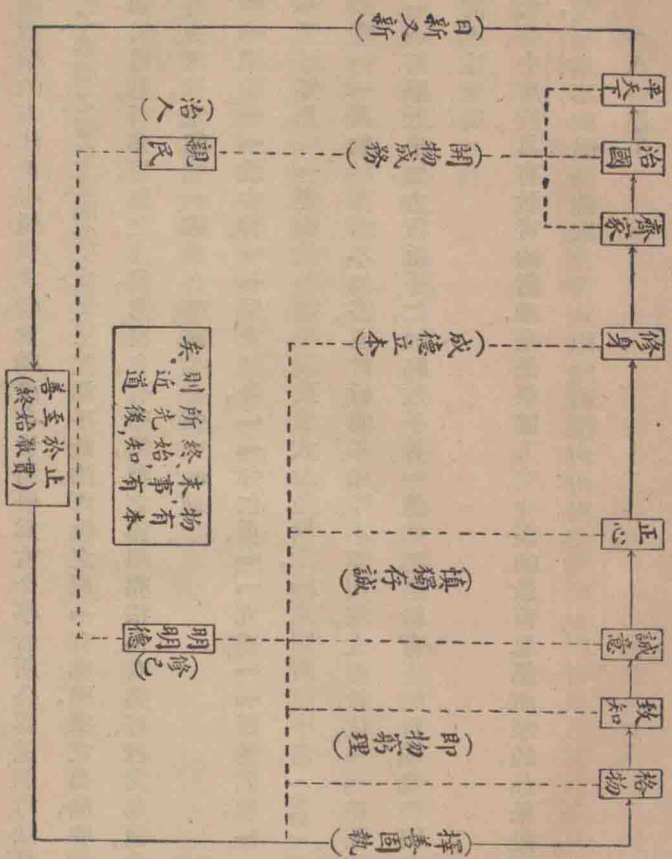 格物
致知
誠意
正心
修身
齊家
治國
平天下
(擇善固執)
(即物窮理)
(慎獨存誠)
(成德立本)
(開物成務)
(日新又新)
明明德
(修己)
親民
(治人)
物有本
末,事有
終始,知
所先後,
則近道
矣。
止於至善
(貫徹始終)